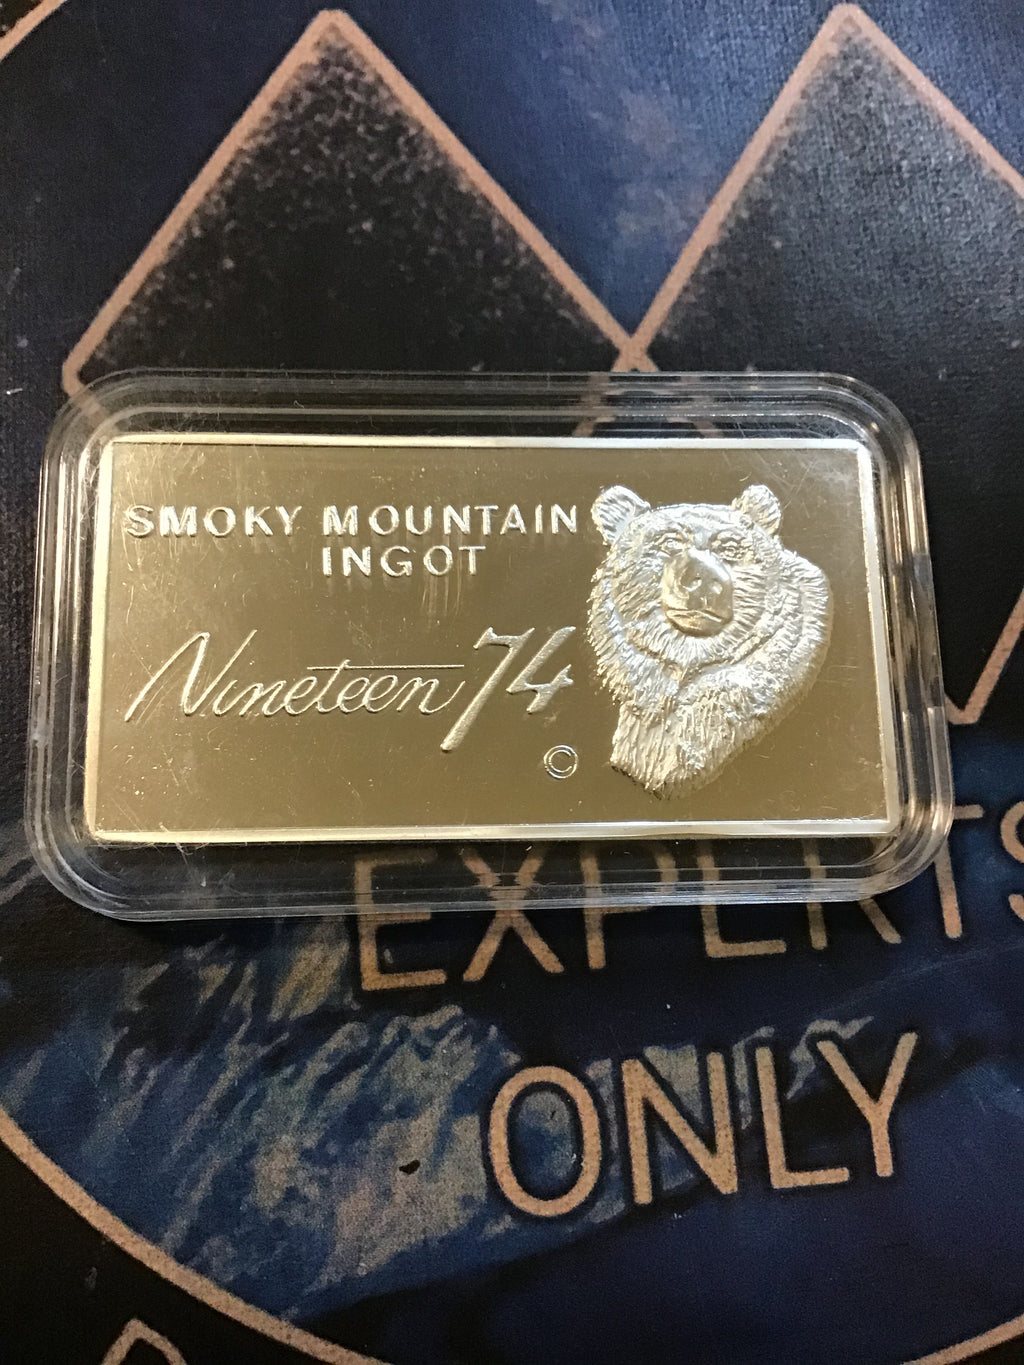 SMOKY MOUNTAIN
INGOT
Nineteen 74
©
EXPERTS
ONLY